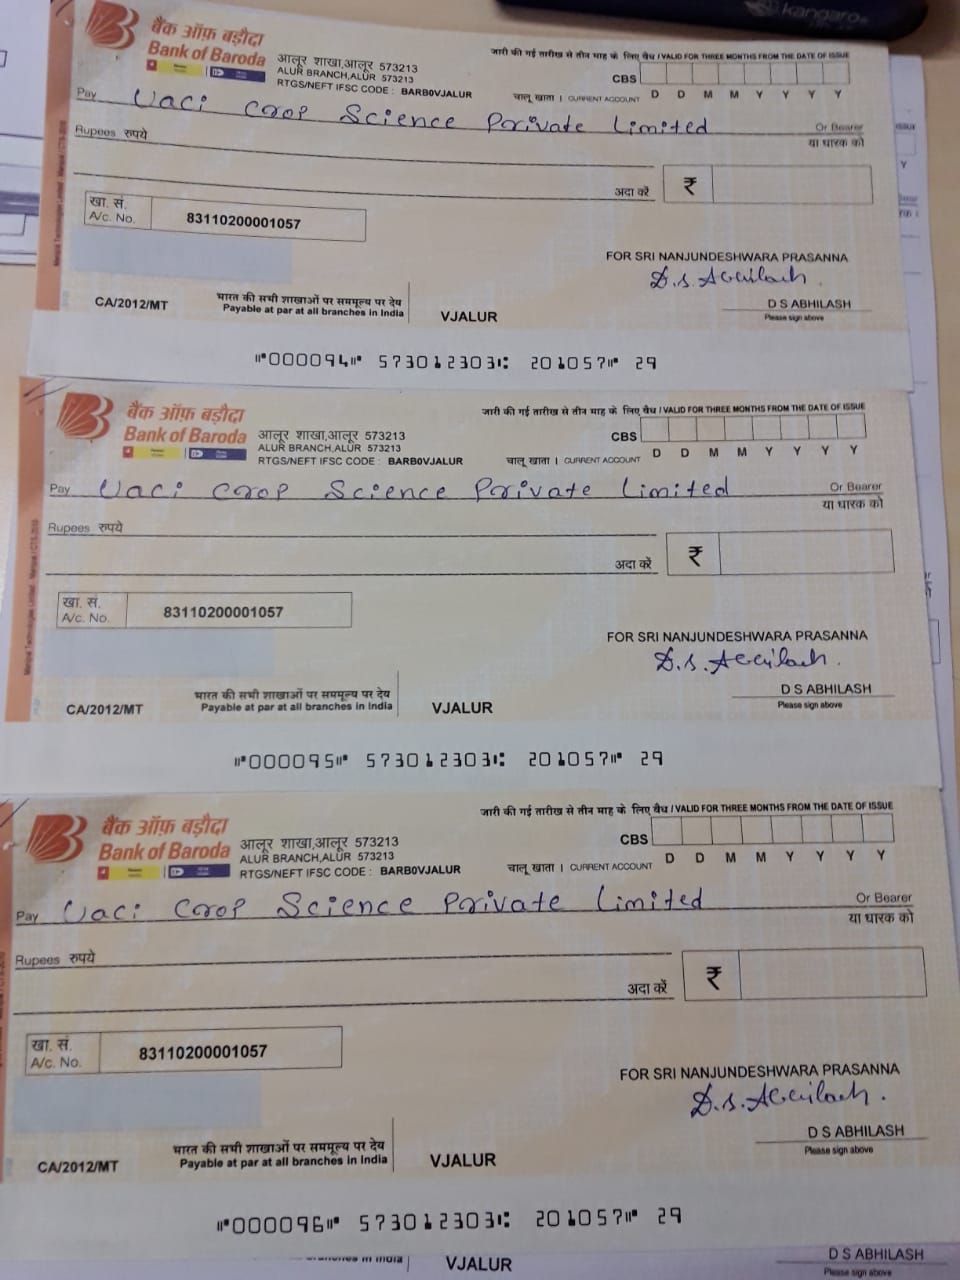 kangaro
बैंक ऑफ़ बड़ौदा
Bank of Baroda
आलूर शाखा,आलूर 573213
ALUR BRANCH,ALUR 573213
RTGS/NEFT IFSC CODE : BARB0VJALUR
जारी की गई तारीख से तीन माह के लिए वैध / VALID FOR THREE MONTHS FROM THE DATE OF ISSUE
CBS
चालू खाता | CURRENT ACCOUNT D D M M Y Y Y Y
Pay Uaci Crop Science Private Limited Or Bearer
या धारक को
Rupees रुपये
अदा करें ₹
खा. सं.
A/c. No. 83110200001057
FOR SRI NANJUNDESHWARA PRASANNA
D.S. Abhilash
D S ABHILASH
Please sign above
CA/2012/MT
भारत की सभी शाखाओं पर सममूल्य पर देय
Payable at par at all branches in India
VJALUR
⑈000094⑈ 573012303⑆ 201057⑈ 29
बैंक ऑफ़ बड़ौदा
Bank of Baroda
आलूर शाखा,आलूर 573213
ALUR BRANCH,ALUR 573213
RTGS/NEFT IFSC CODE : BARB0VJALUR
जारी की गई तारीख से तीन माह के लिए वैध / VALID FOR THREE MONTHS FROM THE DATE OF ISSUE
CBS
चालू खाता | CURRENT ACCOUNT D D M M Y Y Y Y
Pay Uaci Crop Science Private Limited Or Bearer
या धारक को
Rupees रुपये
अदा करें ₹
खा. सं.
A/c. No. 83110200001057
FOR SRI NANJUNDESHWARA PRASANNA
D.S. Abhilash.
D S ABHILASH
Please sign above
CA/2012/MT
भारत की सभी शाखाओं पर सममूल्य पर देय
Payable at par at all branches in India
VJALUR
⑈000095⑈ 573012303⑆ 201057⑈ 29
बैंक ऑफ़ बड़ौदा
Bank of Baroda
आलूर शाखा,आलूर 573213
ALUR BRANCH,ALUR 573213
RTGS/NEFT IFSC CODE : BARB0VJALUR
जारी की गई तारीख से तीन माह के लिए वैध / VALID FOR THREE MONTHS FROM THE DATE OF ISSUE
CBS
चालू खाता | CURRENT ACCOUNT D D M M Y Y Y Y
Pay Uaci Crop Science Private Limited Or Bearer
या धारक को
Rupees रुपये
अदा करें ₹
खा. सं.
A/c. No. 83110200001057
FOR SRI NANJUNDESHWARA PRASANNA
D.S. Abhilash.
D S ABHILASH
Please sign above
CA/2012/MT
भारत की सभी शाखाओं पर सममूल्य पर देय
Payable at par at all branches in India
VJALUR
⑈000096⑈ 573012303⑆ 201057⑈ 29
branches in India
VJALUR
D S ABHILASH
Please sign above